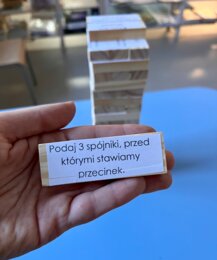 Podaj 3 spójniki, przed
którymi stawiamy
przecinek.